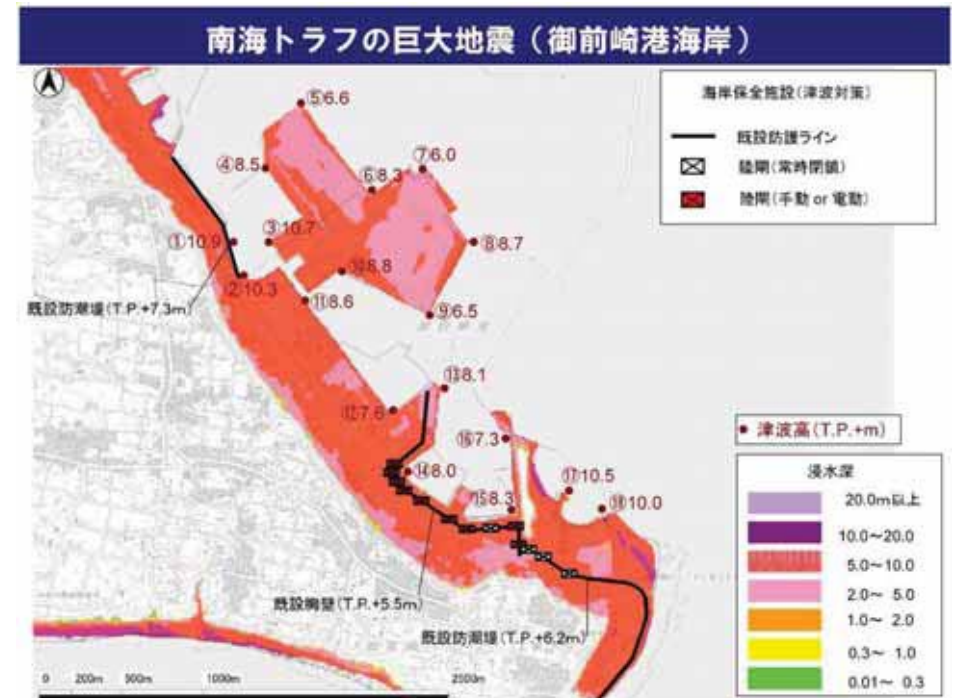 南海トラフの巨大地震（御前崎港海岸）
海岸保全施設（津波対策）
既設防護ライン
陸閘（常時閉鎖）
陸閘（手動 or 電動）
⑤6.6
④8.5
⑦6.0
⑥8.3
①10.9
③10.7
⑧8.7
②10.3
⑩8.8
⑪8.6
⑨6.5
既設防潮堤（T.P.+7.3m）
⑬8.1
⑫7.6
⑯7.3
⑭8.0
⑰10.5
⑮8.3
⑱10.0
既設胸壁（T.P.+5.5m）
既設防潮堤（T.P.+6.2m）
津波高（T.P.+m）
浸水深
20.0m以上
10.0～20.0
5.0～10.0
2.0～ 5.0
1.0～ 2.0
0.3～ 1.0
0.01～ 0.3
0 200m 500m 1000m 2000m